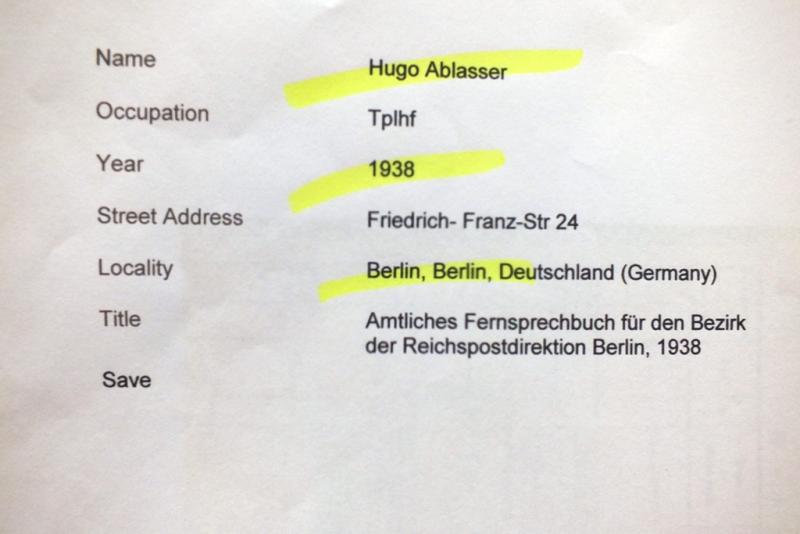 Name Hugo Ablasser
Occupation Tplhf
Year 1938
Street Address Friedrich- Franz-Str 24
Locality Berlin, Berlin, Deutschland (Germany)
Title Amtliches Fernsprechbuch für den Bezirk
der Reichspostdirektion Berlin, 1938
Save